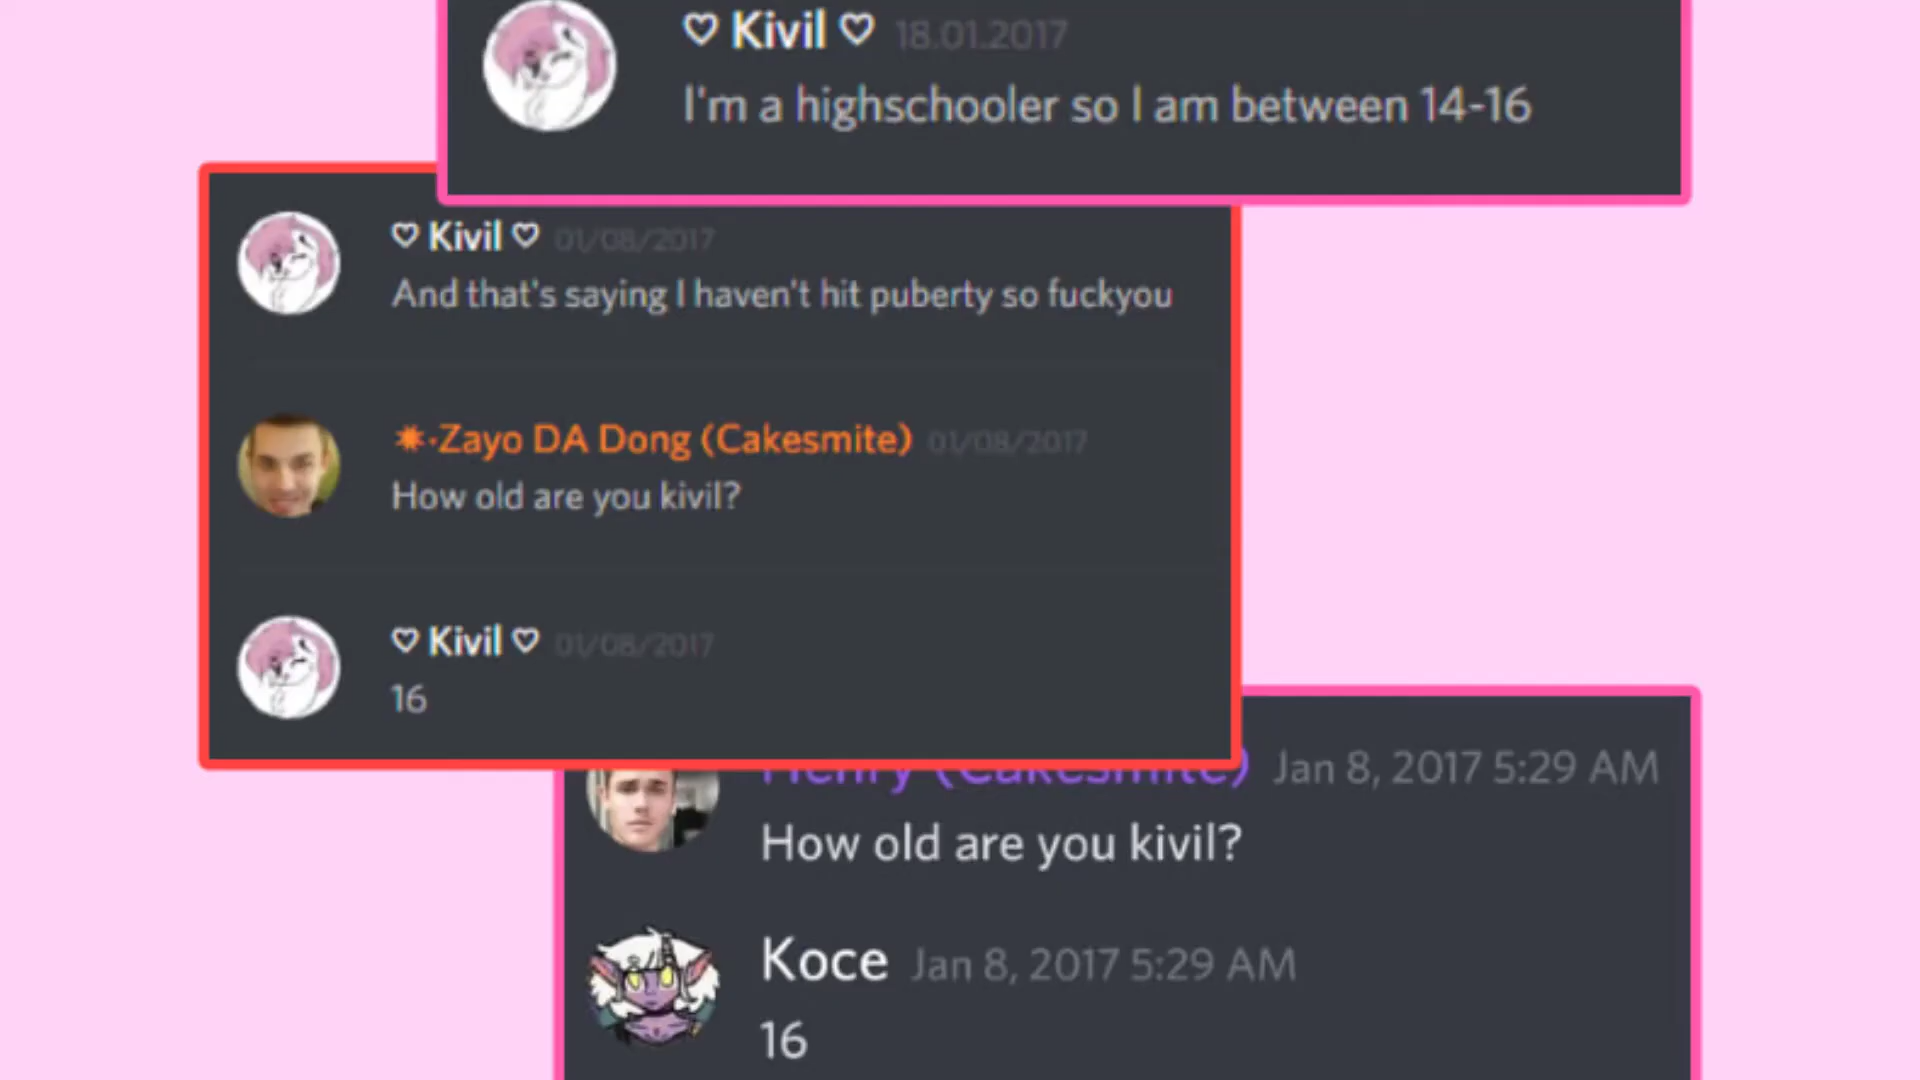 ♡ Kivil ♡ 18.01.2017
I'm a highschooler so I am between 14-16
♡ Kivil ♡ 01/08/2017
And that's saying I haven't hit puberty so fuckyou
✷·Zayo DA Dong (Cakesmite) 01/08/2017
How old are you kivil?
♡ Kivil ♡ 01/08/2017
16
Henry (Cakesmite) Jan 8, 2017 5:29 AM
How old are you kivil?
Koce Jan 8, 2017 5:29 AM
16